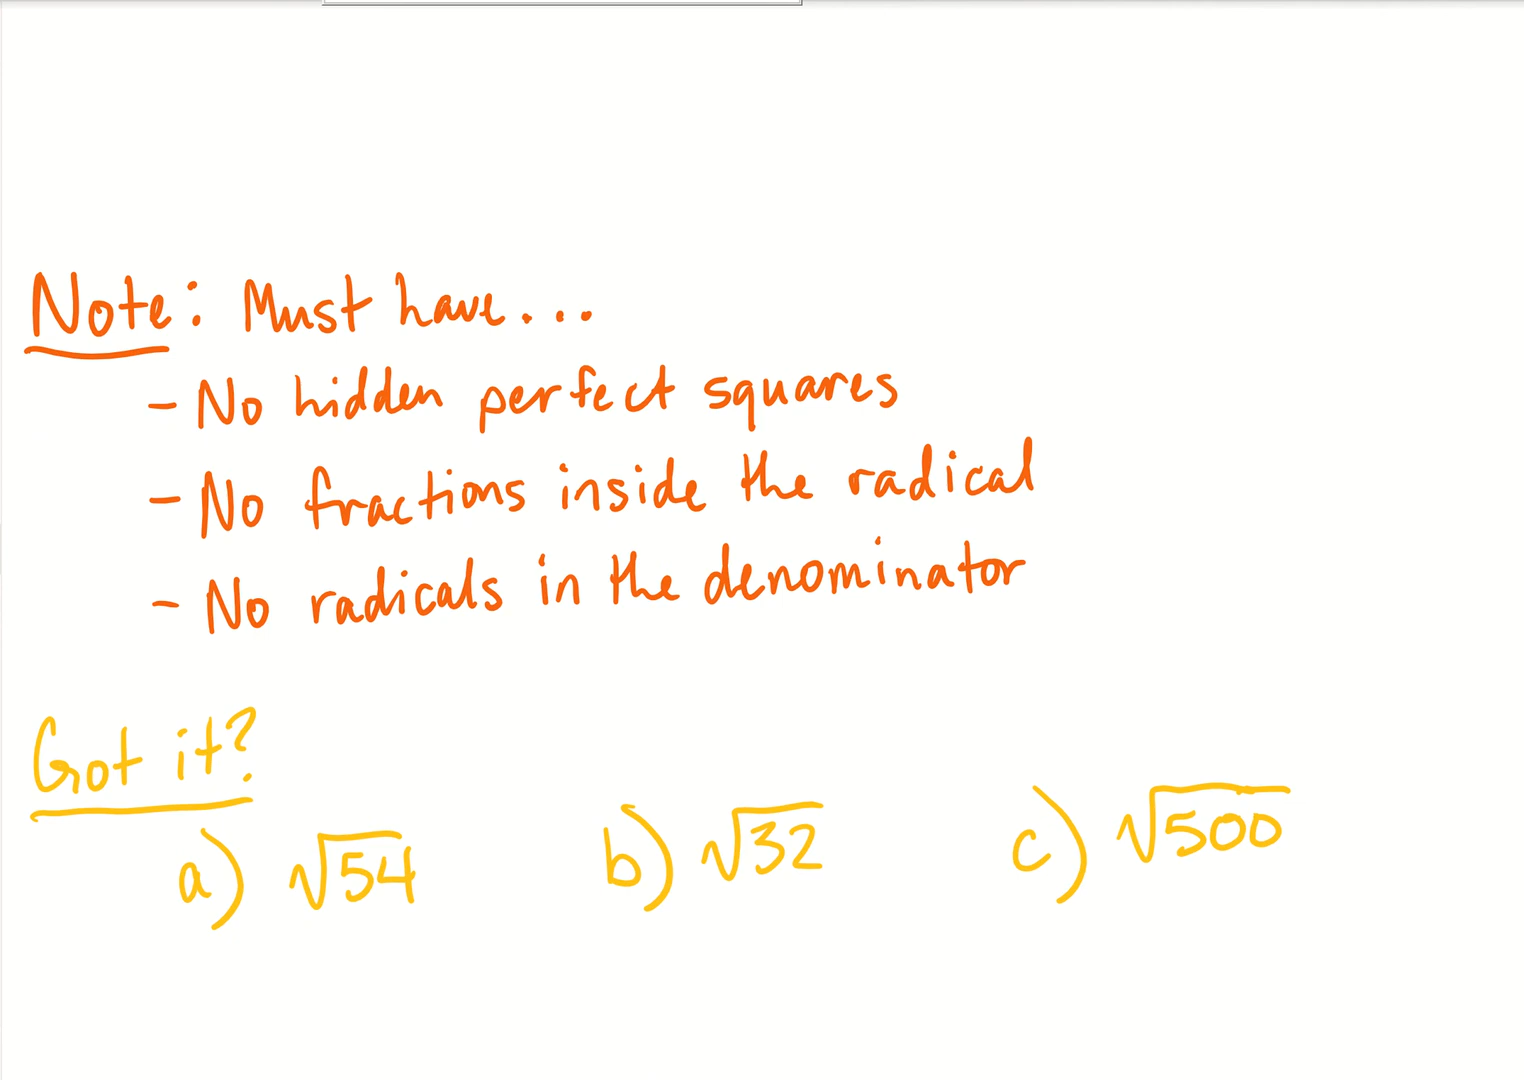 Note: Must have...
- No hidden perfect squares
- No fractions inside the radical
- No radicals in the denominator
Got it?
a) √54 b) √32 c) √500